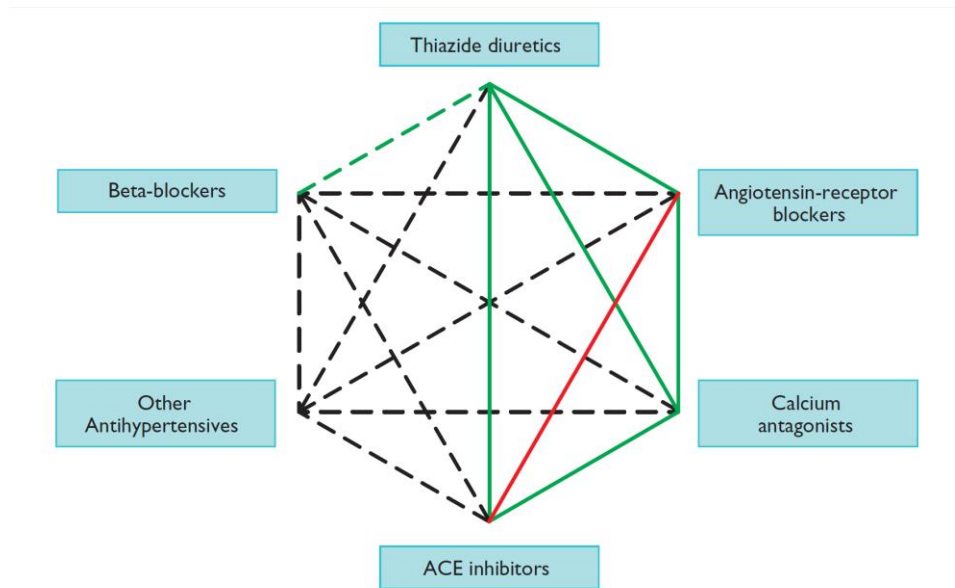 Thiazide diuretics
Beta-blockers
Angiotensin-receptor
blockers
Other
Antihypertensives
Calcium
antagonists
ACE inhibitors